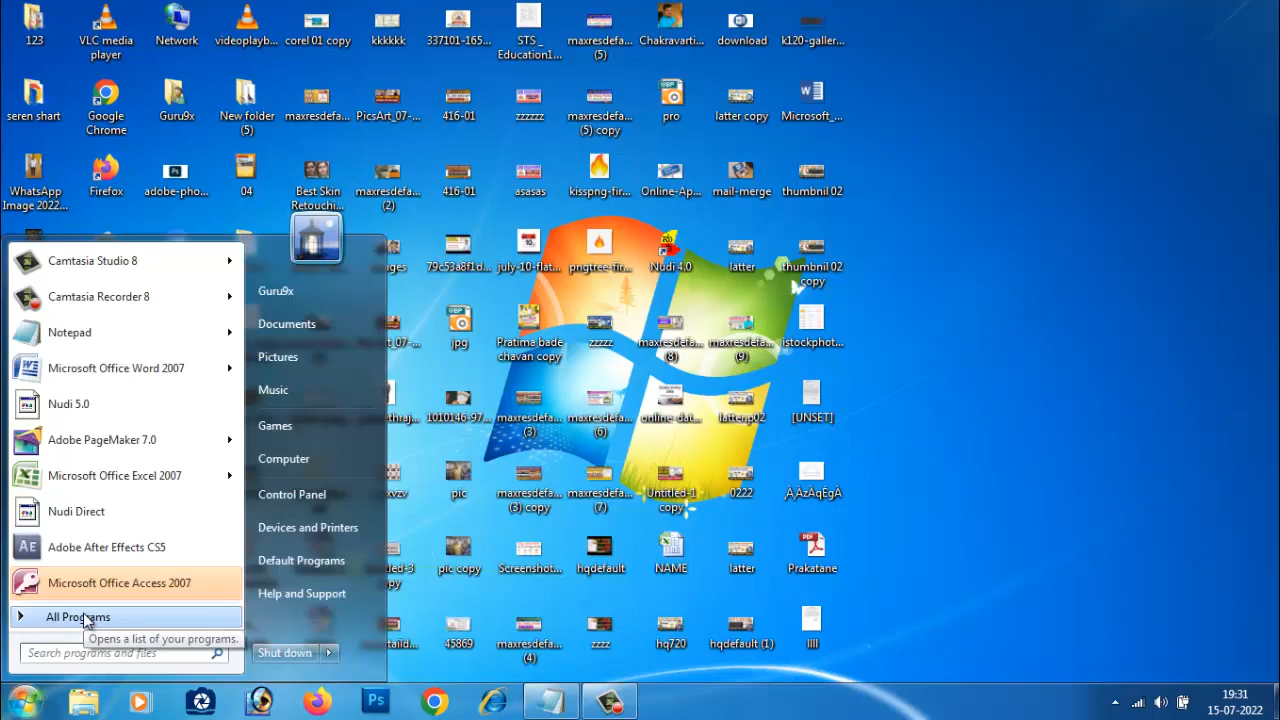 123
VLC media
player
Network
videoplayb...
corel 01 copy
kkkkkk
337101-165...
STS _
Education1...
maxresdefa...
(5)
Chakravarti...
download
k120-galler...
seren shart
Google
Chrome
Guru9x
New folder
(5)
maxresdefa...
PicsArt_07-...
416-01
zzzzzz
maxresdefa...
(5) copy
pro
latter copy
Microsoft_...
WhatsApp
Image 2022...
Firefox
adobe-pho...
04
Best Skin
Retouchi...
maxresdefa...
(2)
416-01
asasas
kisspng-fir...
Online-Ap...
mail-merge
thumbnil 02
79c53a8f1d...
july-10-flat...
pngtree-fir...
Nudi 4.0
latter
thumbnil 02
copy
jpg
Pratima bade
chavan copy
zzzzz
maxresdefa...
(8)
maxresdefa...
(9)
istockphot...
1010146-97...
maxresdefa...
(3)
maxresdefa...
(6)
online-dat...
latter.p02
[UNSET]
pic
maxresdefa...
(3) copy
maxresdefa...
(7)
Untitled-1
copy
0222
pic copy
Screenshot...
hqdefault
NAME
latter
Prakatane
45869
maxresdefa...
(4)
zzzz
hq720
hqdefault (1)
llll
Camtasia Studio 8
Camtasia Recorder 8
Notepad
Microsoft Office Word 2007
Nudi 5.0
Adobe PageMaker 7.0
Microsoft Office Excel 2007
Nudi Direct
Adobe After Effects CS5
Microsoft Office Access 2007
All Programs
Opens a list of your programs.
Search programs and files
Guru9x
Documents
Pictures
Music
Games
Computer
Control Panel
Devices and Printers
Default Programs
Help and Support
Shut down
19:31
15-07-2022